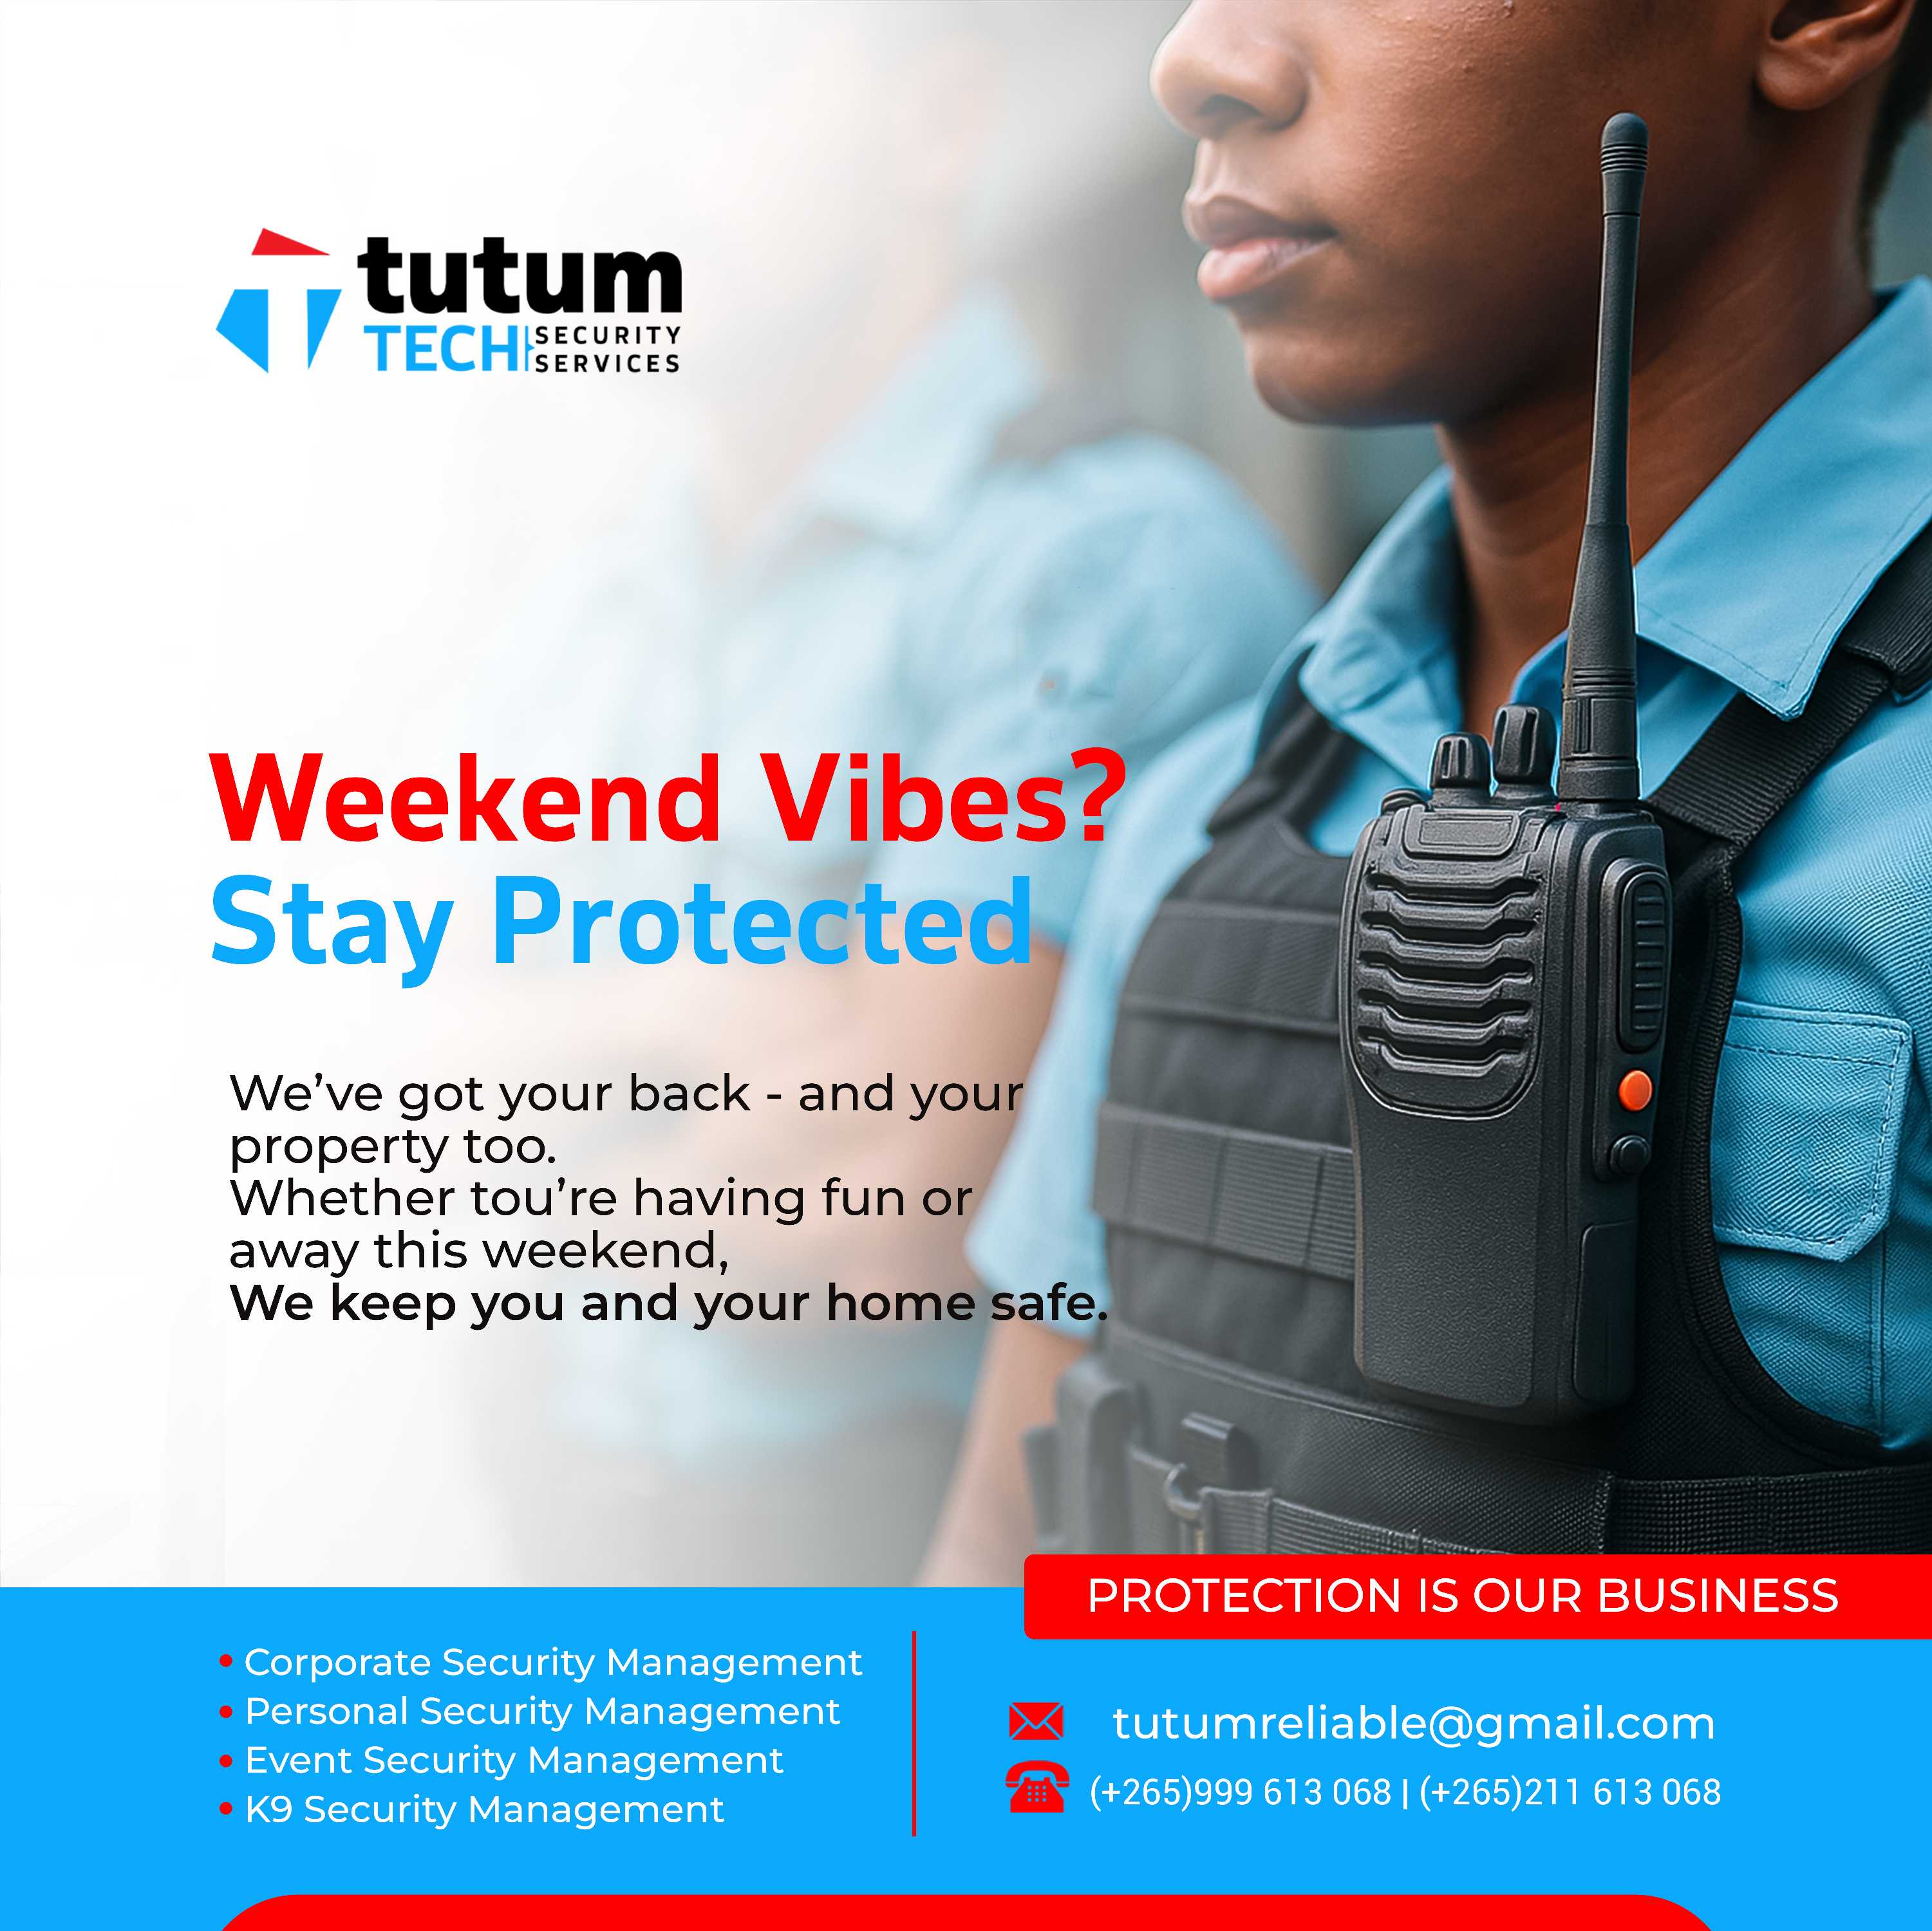 tutum
TECH SECURITY
SERVICES
Weekend Vibes?
Stay Protected
We've got your back - and your
property too.
Whether tou're having fun or
away this weekend,
We keep you and your home safe.
PROTECTION IS OUR BUSINESS
• Corporate Security Management
• Personal Security Management
• Event Security Management
• K9 Security Management
tutumreliable@gmail.com
(+265)999 613 068 | (+265)211 613 068